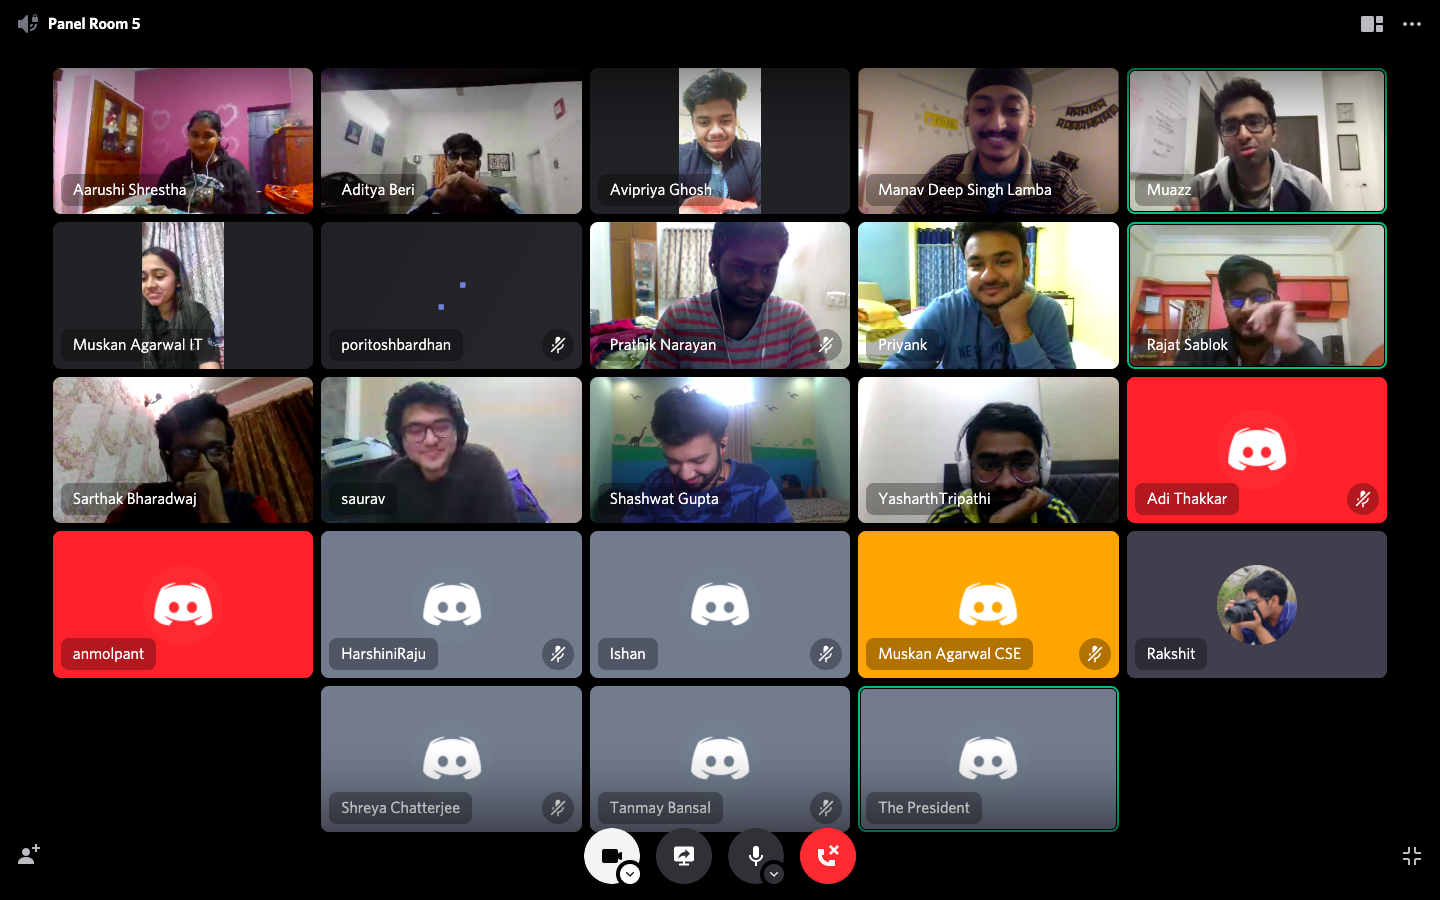 Panel Room 5
Aarushi Shrestha
Aditya Beri
Avipriya Ghosh
Manav Deep Singh Lamba
Muazz
Muskan Agarwal IT
poritoshbardhan
Prathik Narayan
Priyank
NEW YORK
Rajat Sablok
Sarthak Bharadwaj
saurav
Shashwat Gupta
YasharthTripathi
Adi Thakkar
anmolpant
HarshiniRaju
Ishan
Muskan Agarwal CSE
Rakshit
Shreya Chatterjee
Tanmay Bansal
The President